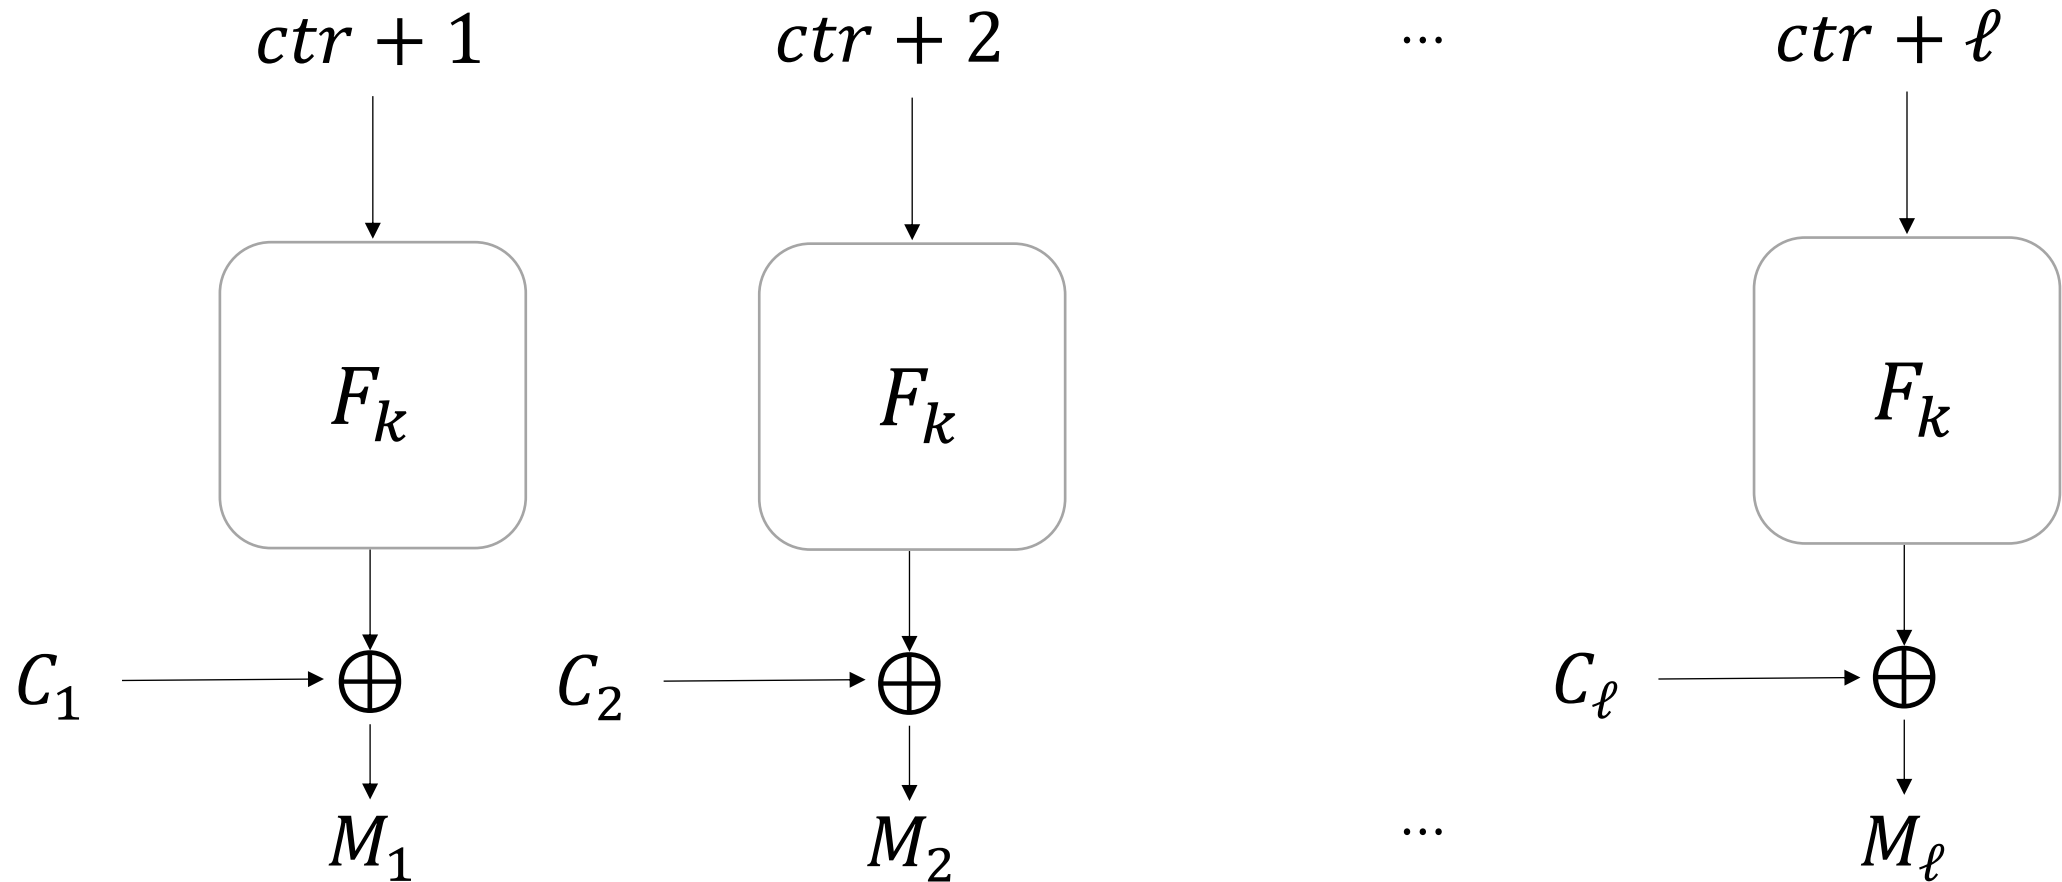 ctr + 1 ctr + 2 ... ctr + ℓ
F_k F_k F_k
C_1 C_2 C_ℓ
M_1 M_2 ... M_ℓ